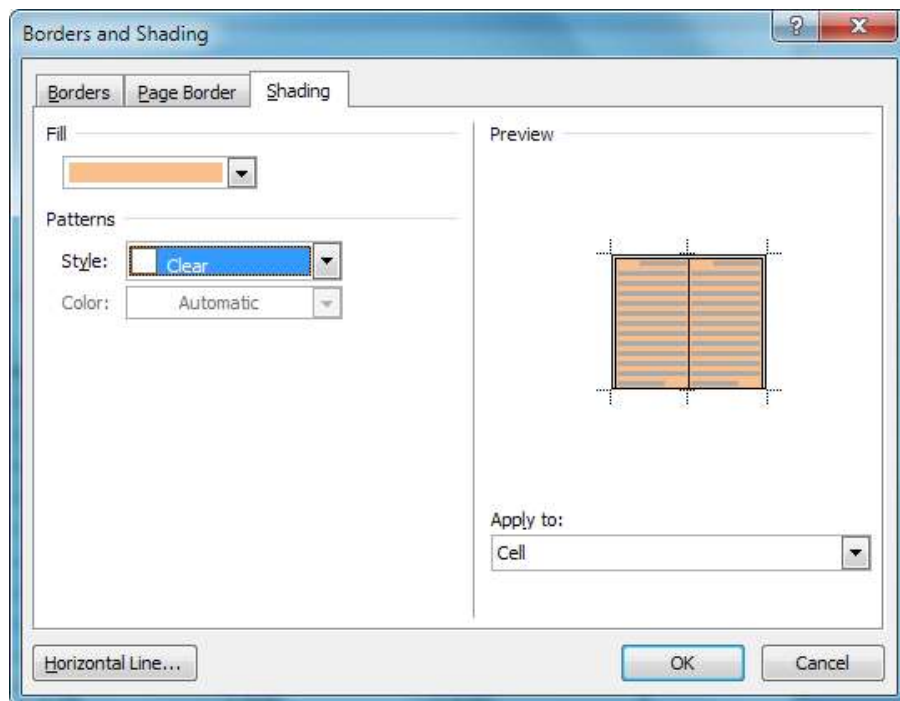 Borders and Shading
?
X
Borders
Page Border
Shading
Fill
Preview
Patterns
Style:
Clear
Color:
Automatic
Apply to:
Cell
Horizontal Line...
OK
Cancel